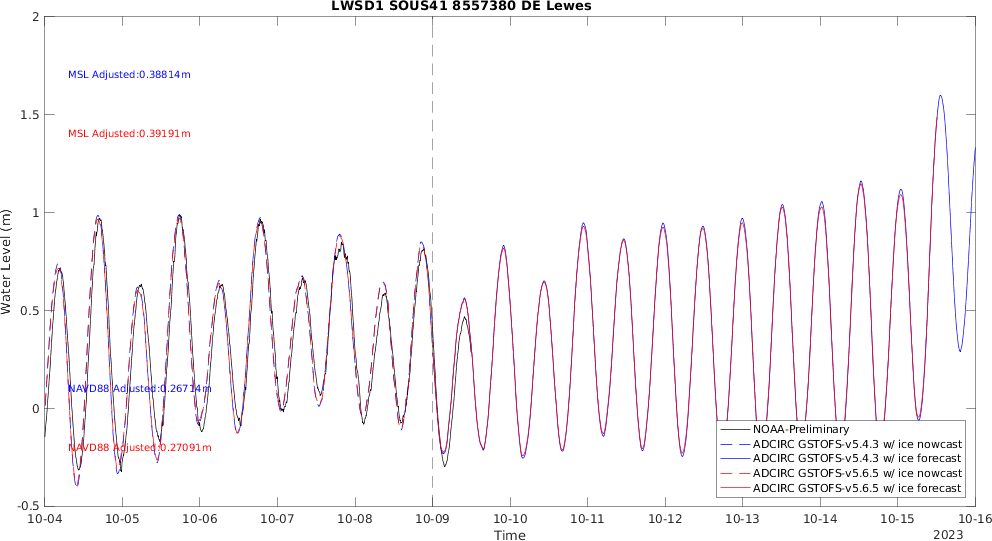 LWSD1 SOUS41 8557380 DE Lewes
2
1.5
1
0.5
0
-0.5
Water Level (m)
MSL Adjusted:0.38814m
MSL Adjusted:0.39191m
NAVD88 Adjusted:0.26714m
NAVD88 Adjusted:0.27091m
NOAA-Preliminary
ADCIRC GSTOFS-v5.4.3 w/ ice nowcast
ADCIRC GSTOFS-v5.4.3 w/ ice forecast
ADCIRC GSTOFS-v5.6.5 w/ ice nowcast
ADCIRC GSTOFS-v5.6.5 w/ ice forecast
10-04 10-05 10-06 10-07 10-08 10-09 10-10 10-11 10-12 10-13 10-14 10-15 10-16
Time
2023